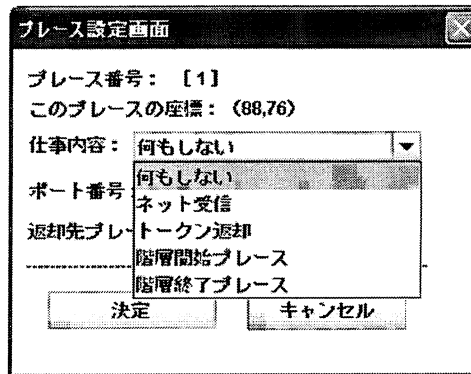 プレース設定画面
プレース番号： [1]
このプレースの座標： (88,76)
仕事内容： 何もしない
何もしない
ポート番号
ネット受信
返却先プレー
トークン返却
階層開始プレース
階層終了プレース
決定 キャンセル